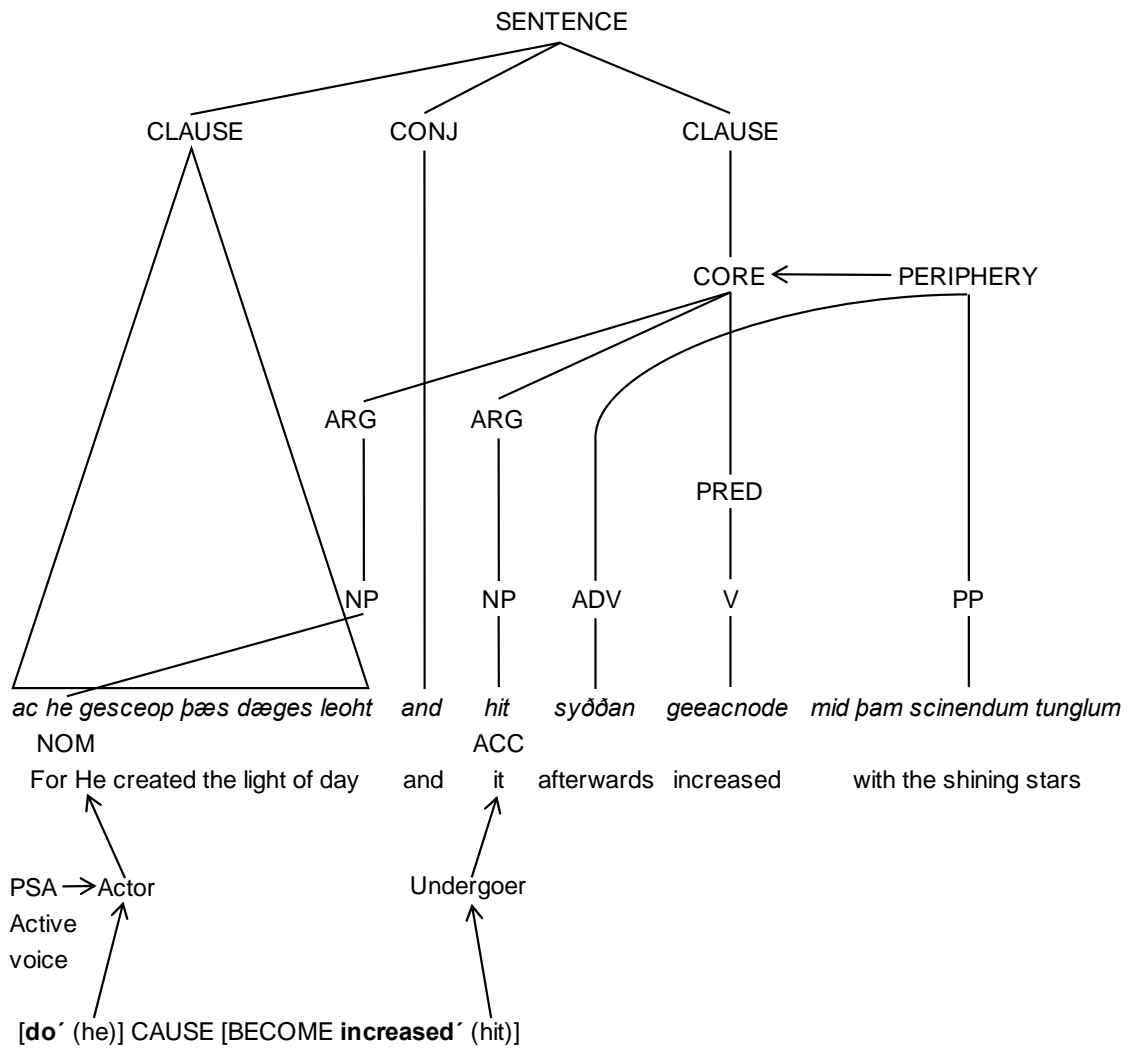 SENTENCE
CLAUSE CONJ CLAUSE
CORE PERIPHERY
ARG ARG
PRED
NP NP ADV V PP
ac he gesceop þæs dæges leoht and hit syððan geeacnode mid þam scinendum tunglum
NOM ACC
For He created the light of day and it afterwards increased with the shining stars
PSA Actor Undergoer
Active
voice
[do´ (he)] CAUSE [BECOME increased´ (hit)]